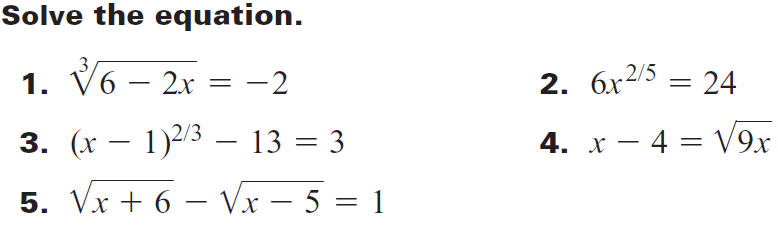 Solve the equation.
1. ∛(6 − 2x) = −2 2. 6x^{2/5} = 24
3. (x − 1)^{2/3} − 13 = 3 4. x − 4 = √(9x)
5. √(x + 6) − √(x − 5) = 1